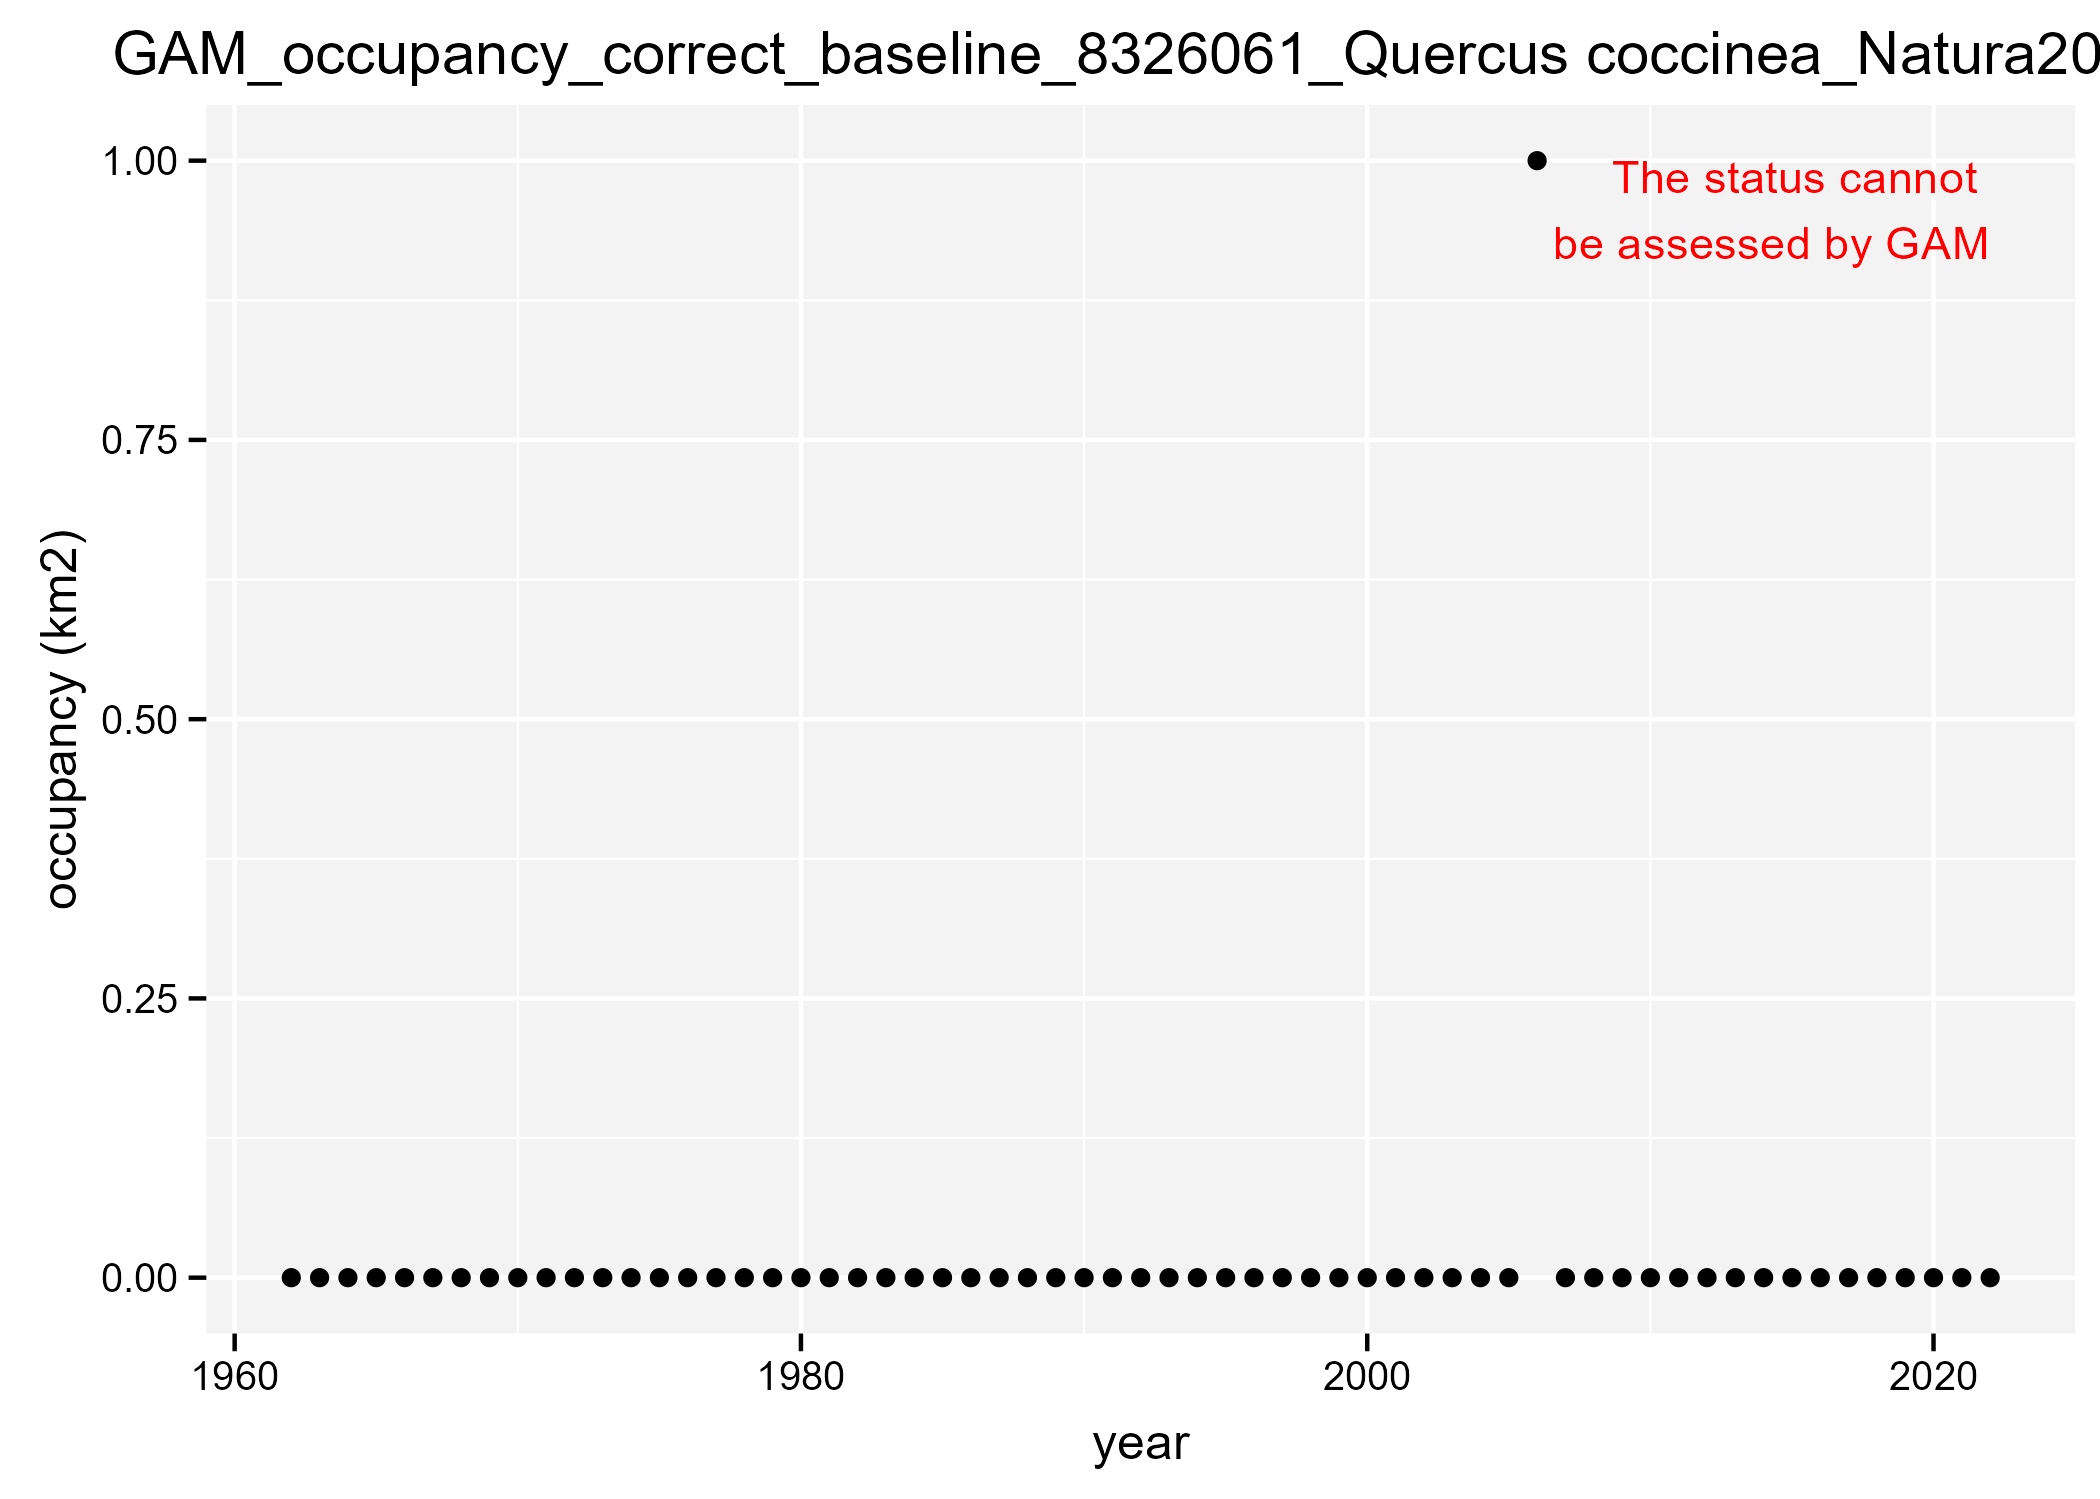 GAM_occupancy_correct_baseline_8326061_Quercus coccinea_Natura20
1.00
The status cannot
be assessed by GAM
0.75
0.50
0.25
0.00
occupancy (km2)
1960
1980
2000
2020
year